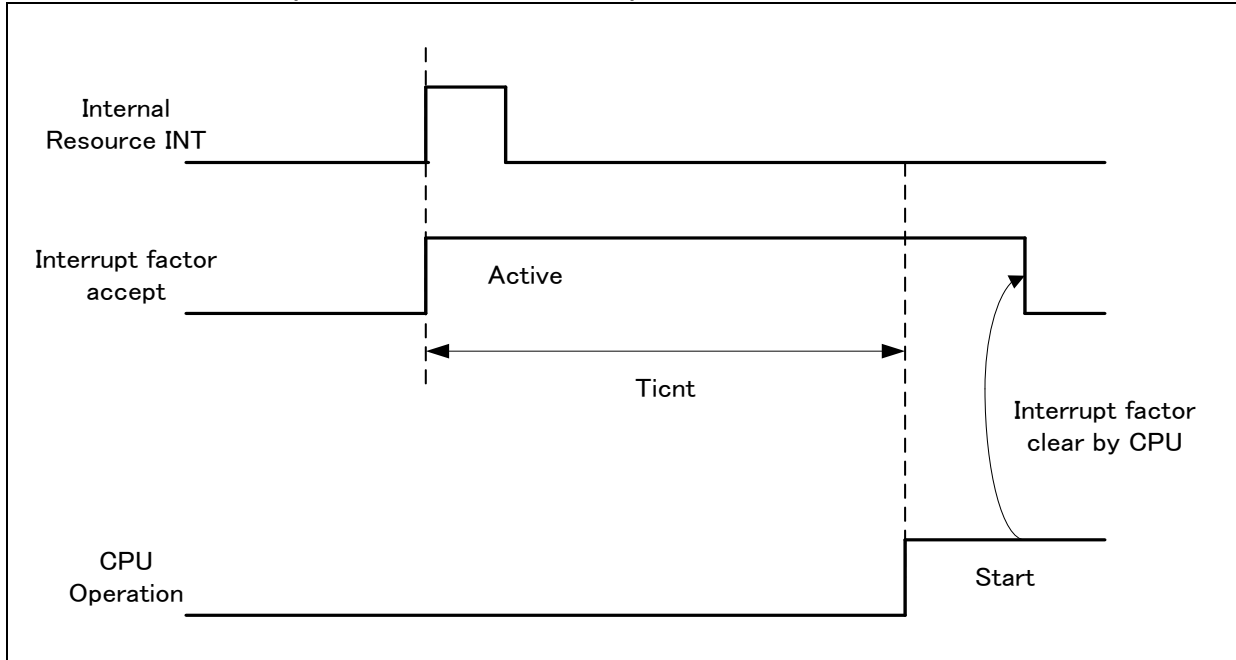 Internal
Resource INT
Interrupt factor
accept
Active
Ticnt
Interrupt factor
clear by CPU
CPU
Operation
Start